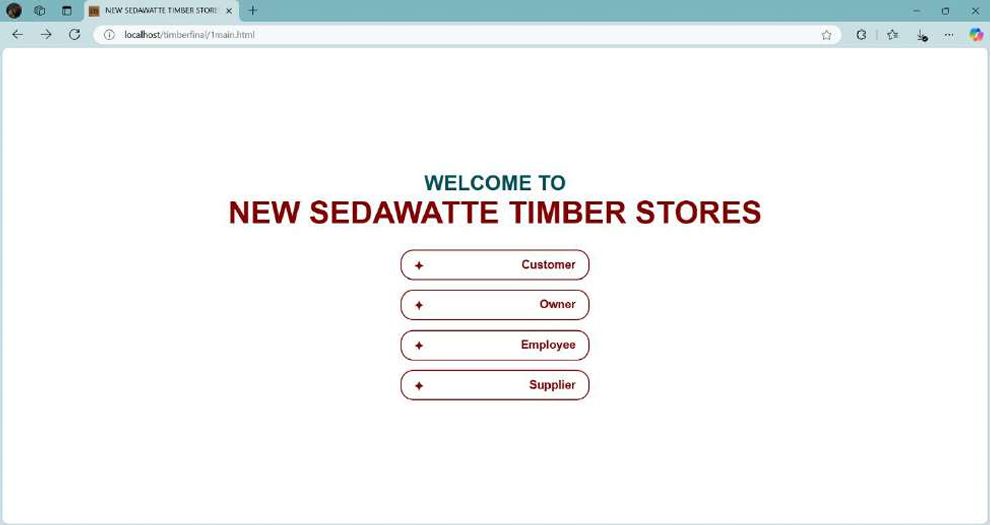 NEW SEDAWATTE TIMBER STORE
localhost/timberfinal/1main.html
WELCOME TO
NEW SEDAWATTE TIMBER STORES
Customer
Owner
Employee
Supplier